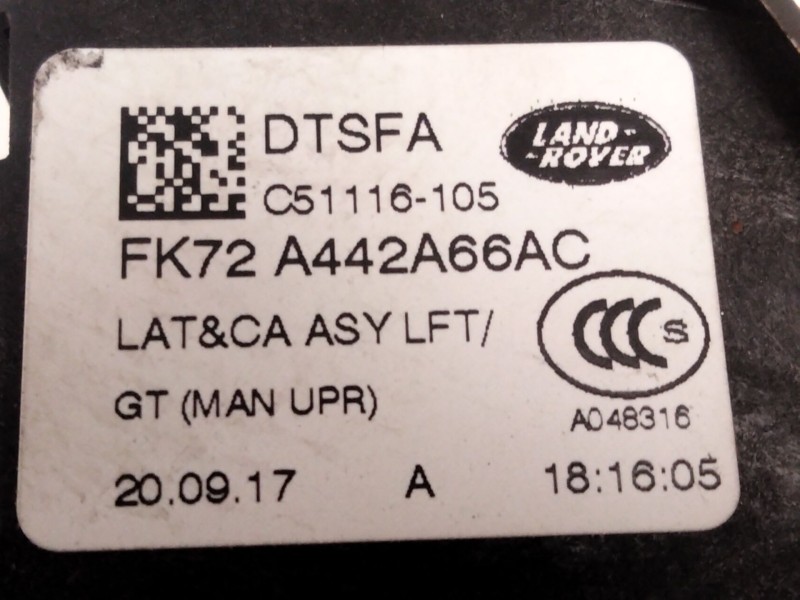 DTSFA
LAND-
-ROVER
C51116-105
FK72 A442A66AC
LAT&CA ASY LFT/
CCC S
GT (MAN UPR)
A048316
20.09.17 A 18:16:05